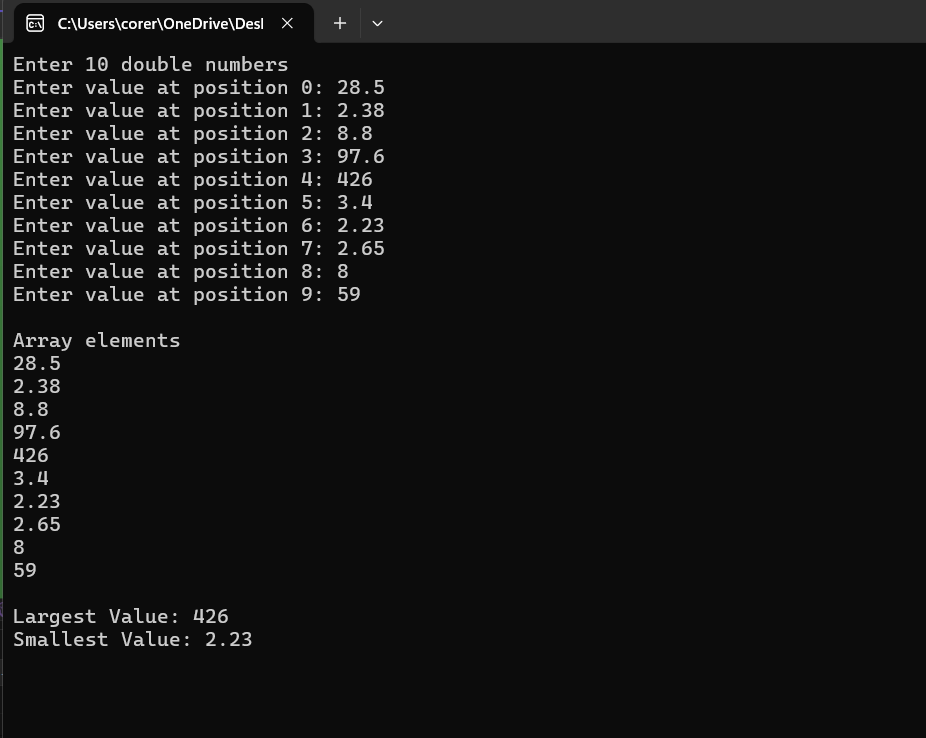 C:\Users\corer\OneDrive\Desl
Enter 10 double numbers
Enter value at position 0: 28.5
Enter value at position 1: 2.38
Enter value at position 2: 8.8
Enter value at position 3: 97.6
Enter value at position 4: 426
Enter value at position 5: 3.4
Enter value at position 6: 2.23
Enter value at position 7: 2.65
Enter value at position 8: 8
Enter value at position 9: 59
Array elements
28.5
2.38
8.8
97.6
426
3.4
2.23
2.65
8
59
Largest Value: 426
Smallest Value: 2.23